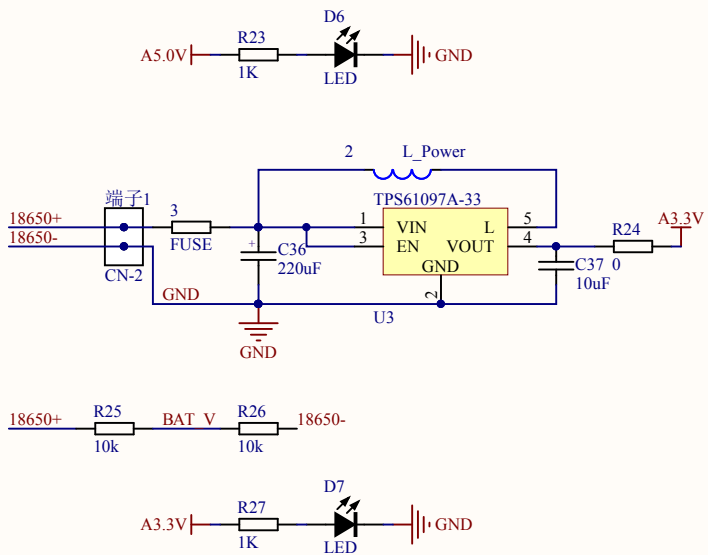 D6
R23
A5.0V
GND
1K
LED
2
L_Power
端子1
TPS61097A-33
18650+
3
1
VIN
L
5
R24
A3.3V
18650-
FUSE
3
EN
VOUT
4
+
C36
GND
C37
0
CN-2
220uF
10uF
GND
2
U3
GND
18650+
R25
BAT_V
R26
18650-
10k
10k
D7
R27
A3.3V
GND
1K
LED